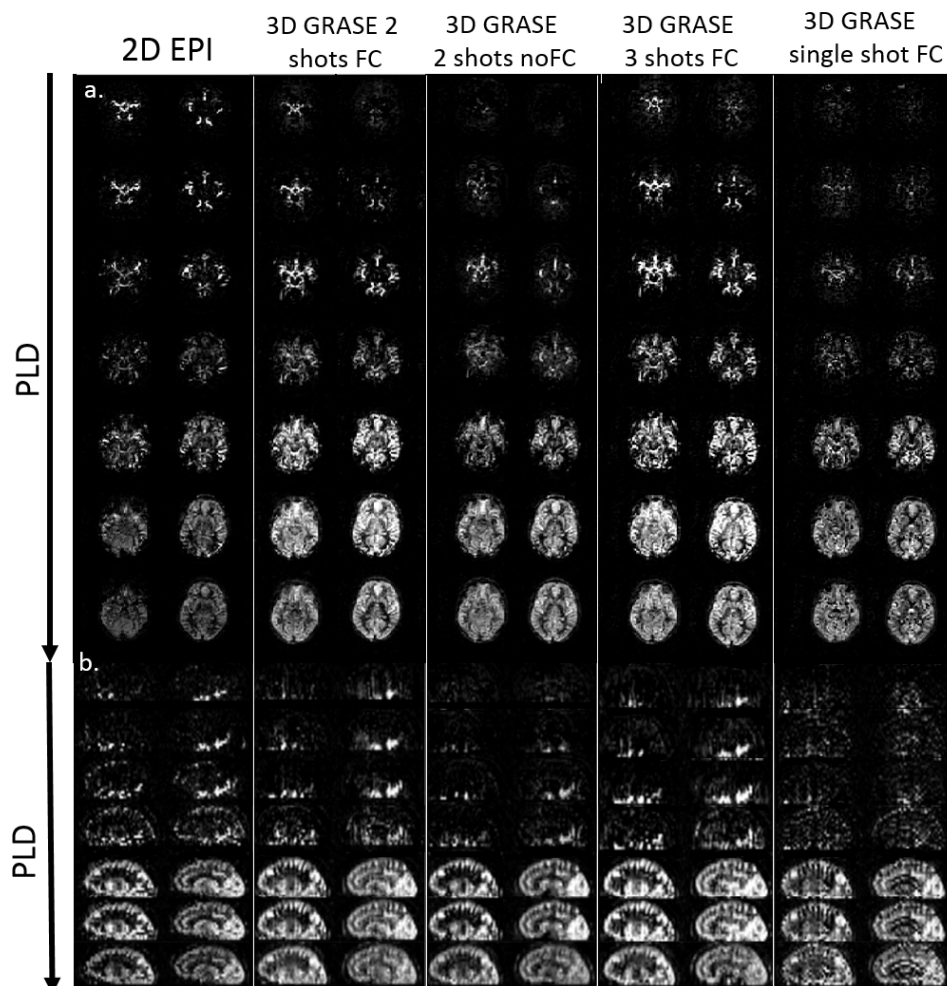 2D EPI
3D GRASE 2
shots FC
3D GRASE
2 shots noFC
3D GRASE
3 shots FC
3D GRASE
single shot FC
a.
PLD
b.
PLD